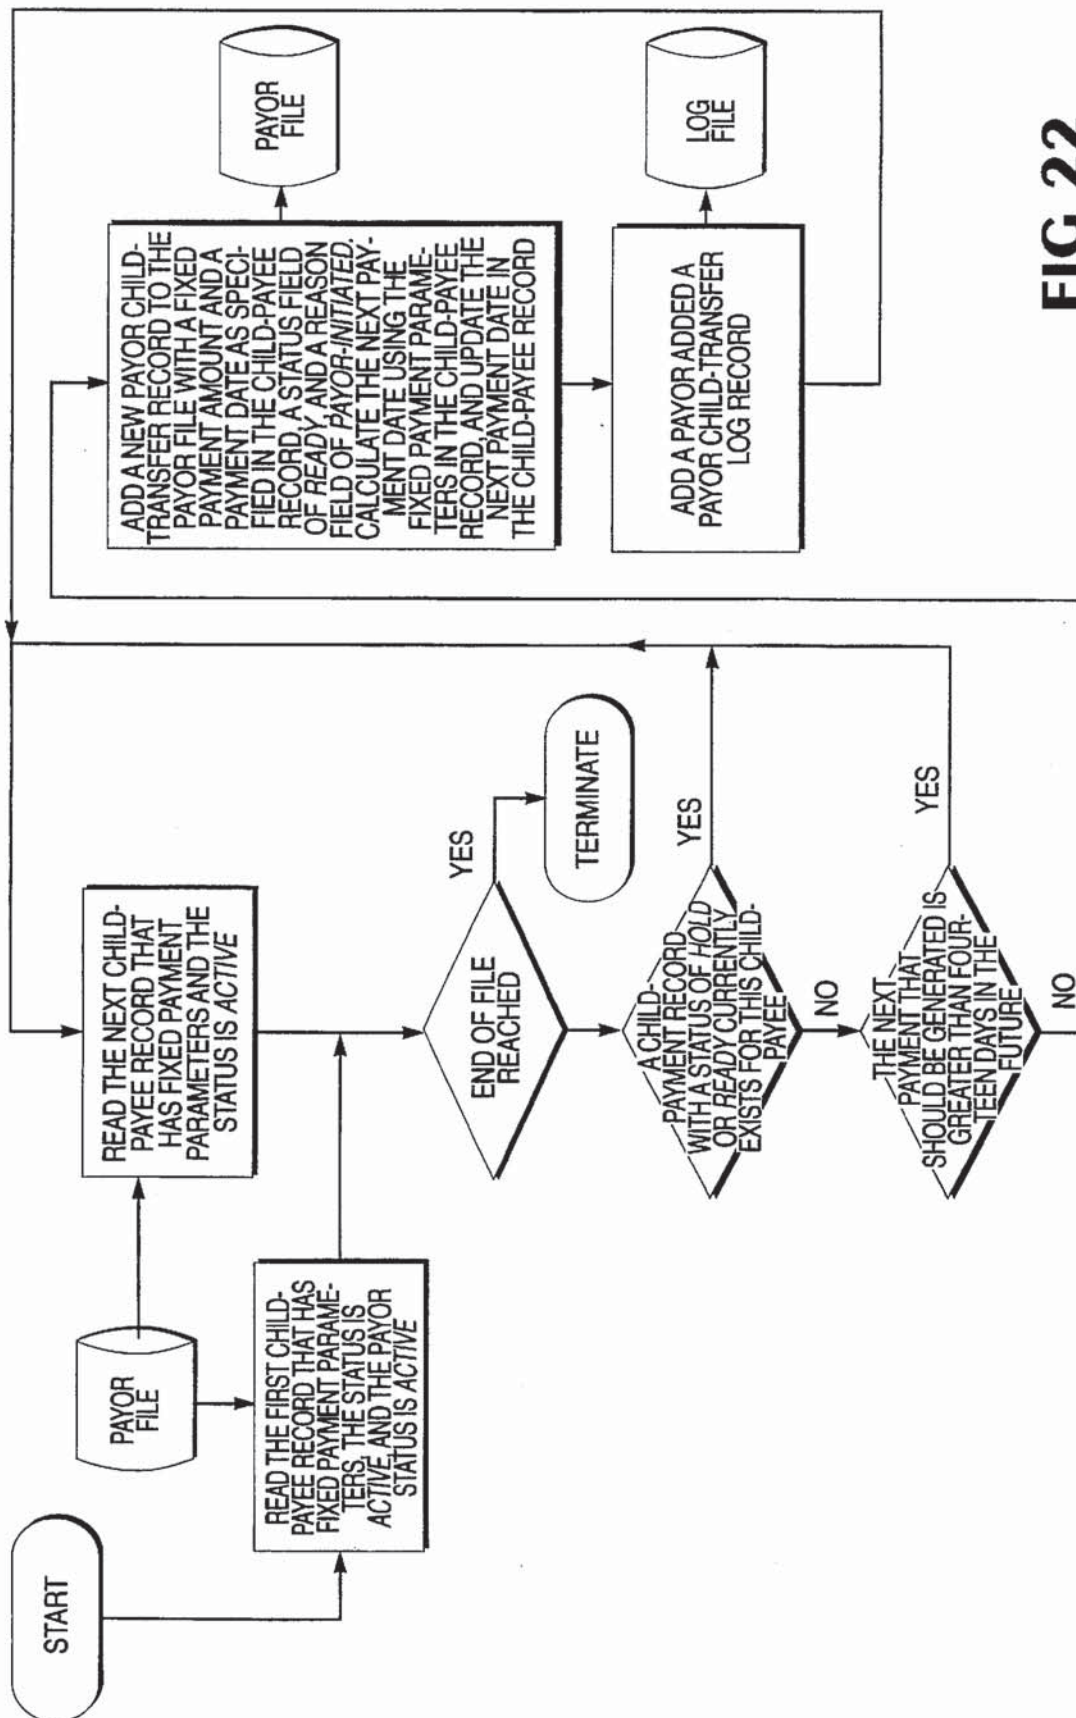 START
PAYOR
FILE
READ THE FIRST CHILD-
PAYEE RECORD THAT HAS
FIXED PAYMENT PARAME-
TERS, THE STATUS IS
ACTIVE, AND THE PAYOR
STATUS IS ACTIVE
READ THE NEXT CHILD-
PAYEE RECORD THAT
HAS FIXED PAYMENT
PARAMETERS AND THE
STATUS IS ACTIVE
END OF FILE
REACHED
YES
TERMINATE
A CHILD-
PAYMENT RECORD
WITH A STATUS OF HOLD
OR READY CURRENTLY
EXISTS FOR THIS CHILD-
PAYEE
YES
NO
THE NEXT
PAYMENT THAT
SHOULD BE GENERATED IS
GREATER THAN FOUR-
TEEN DAYS IN THE
FUTURE
YES
NO
ADD A NEW PAYOR CHILD-
TRANSFER RECORD TO THE
PAYOR FILE WITH A FIXED
PAYMENT AMOUNT AND A
PAYMENT DATE AS SPECI-
FIED IN THE CHILD-PAYEE
RECORD, A STATUS FIELD
OF READY, AND A REASON
FIELD OF PAYOR-INITIATED.
CALCULATE THE NEXT PAY-
MENT DATE USING THE
FIXED PAYMENT PARAME-
TERS IN THE CHILD-PAYEE
RECORD, AND UPDATE THE
NEXT PAYMENT DATE IN
THE CHILD-PAYEE RECORD
PAYOR
FILE
ADD A PAYOR ADDED A
PAYOR CHILD-TRANSFER
LOG RECORD
LOG
FILE
FIG 22